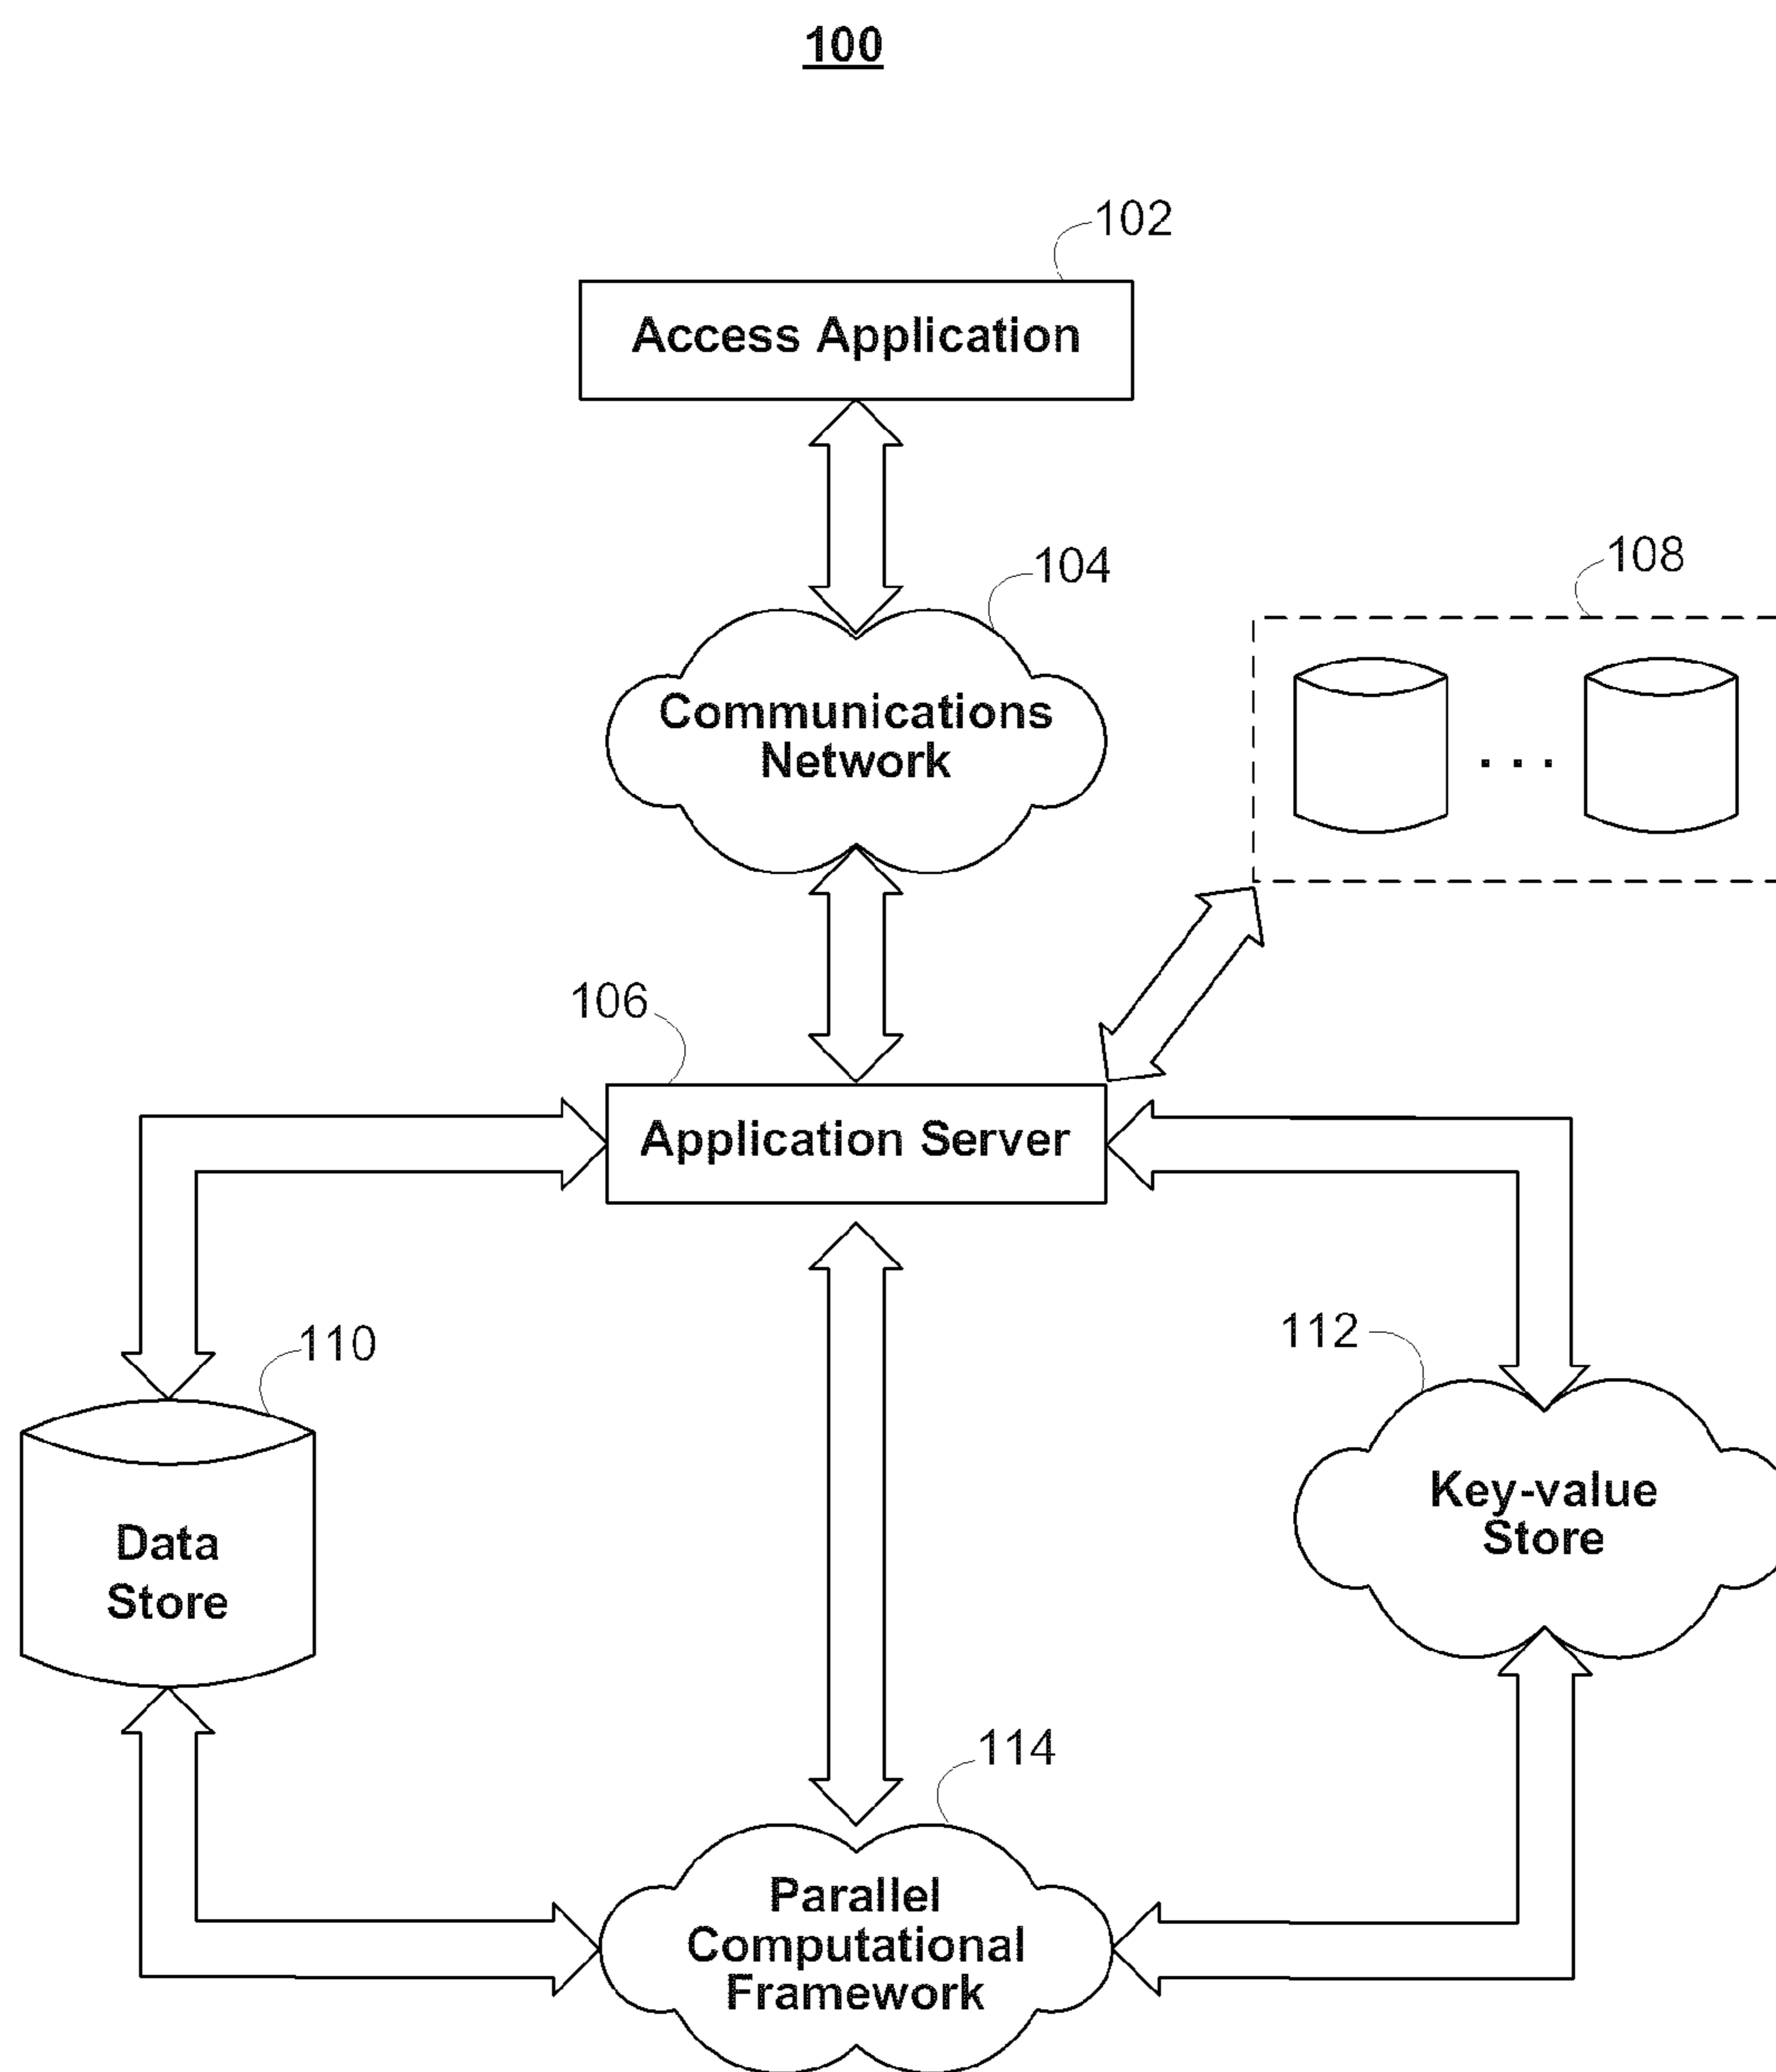 100
102
Access Application
104
108
Communications
Network
. . .
106
Application Server
110
112
Data
Store
Key-value
Store
114
Parallel
Computational
Framework